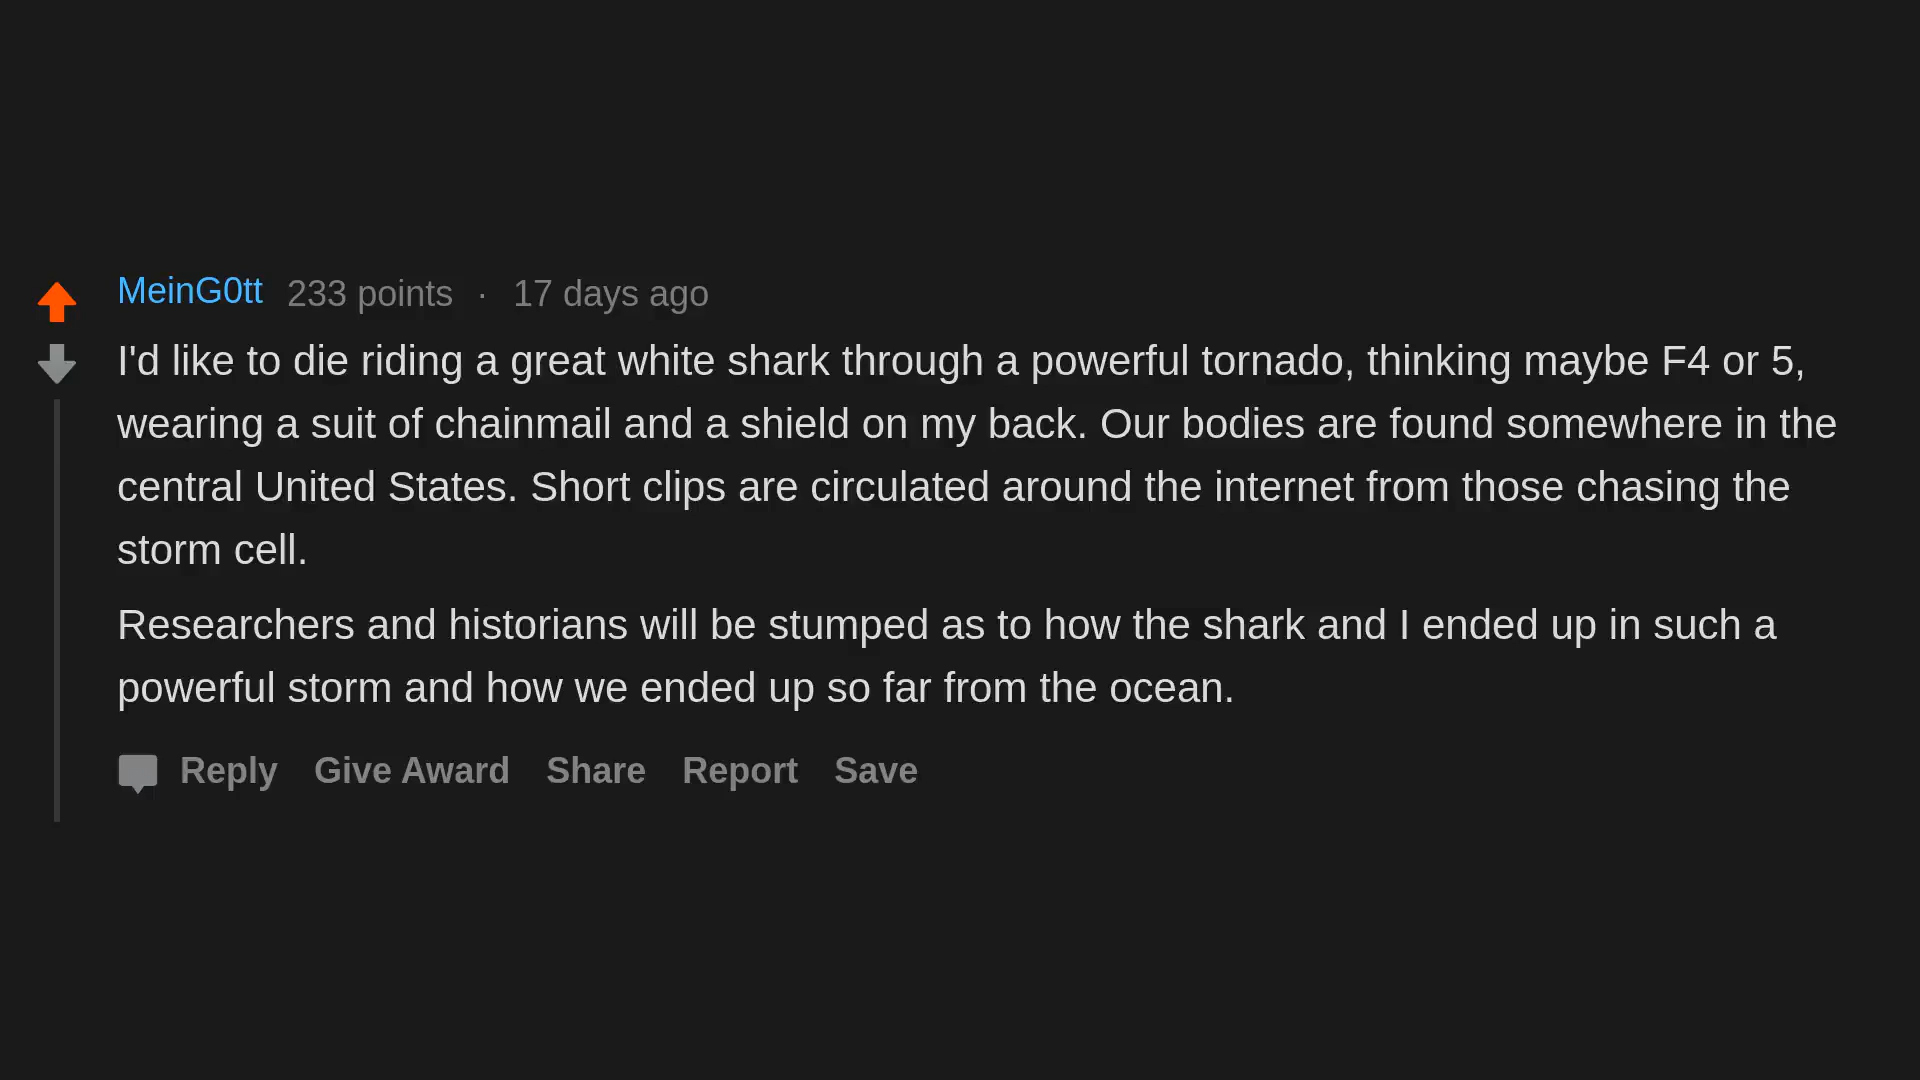 MeinG0tt 233 points · 17 days ago
I'd like to die riding a great white shark through a powerful tornado, thinking maybe F4 or 5,
wearing a suit of chainmail and a shield on my back. Our bodies are found somewhere in the
central United States. Short clips are circulated around the internet from those chasing the
storm cell.
Researchers and historians will be stumped as to how the shark and I ended up in such a
powerful storm and how we ended up so far from the ocean.
Reply Give Award Share Report Save